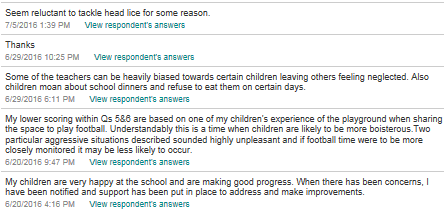 Seem reluctant to tackle head lice for some reason.
7/5/2016 1:39 PM View respondent's answers
Thanks
6/29/2016 10:25 PM View respondent's answers
Some of the teachers can be heavily biased towards certain children leaving others feeling neglected. Also
children moan about school dinners and refuse to eat them on certain days.
6/29/2016 6:11 PM View respondent's answers
My lower scoring within Qs 5&6 are based on one of my children's experience of the playground when sharing
the space to play football. Understandably this is a time when children are likely to be more boisterous.Two
particular aggressive situations described sounded highly unpleasant and if football time were to be more
closely monitored it may be less likely to occur.
6/20/2016 9:47 PM View respondent's answers
My children are very happy at the school and are making good progress. When there has been concerns, I
have been notified and support has been put in place to address and make improvements.
6/20/2016 4:16 PM View respondent's answers